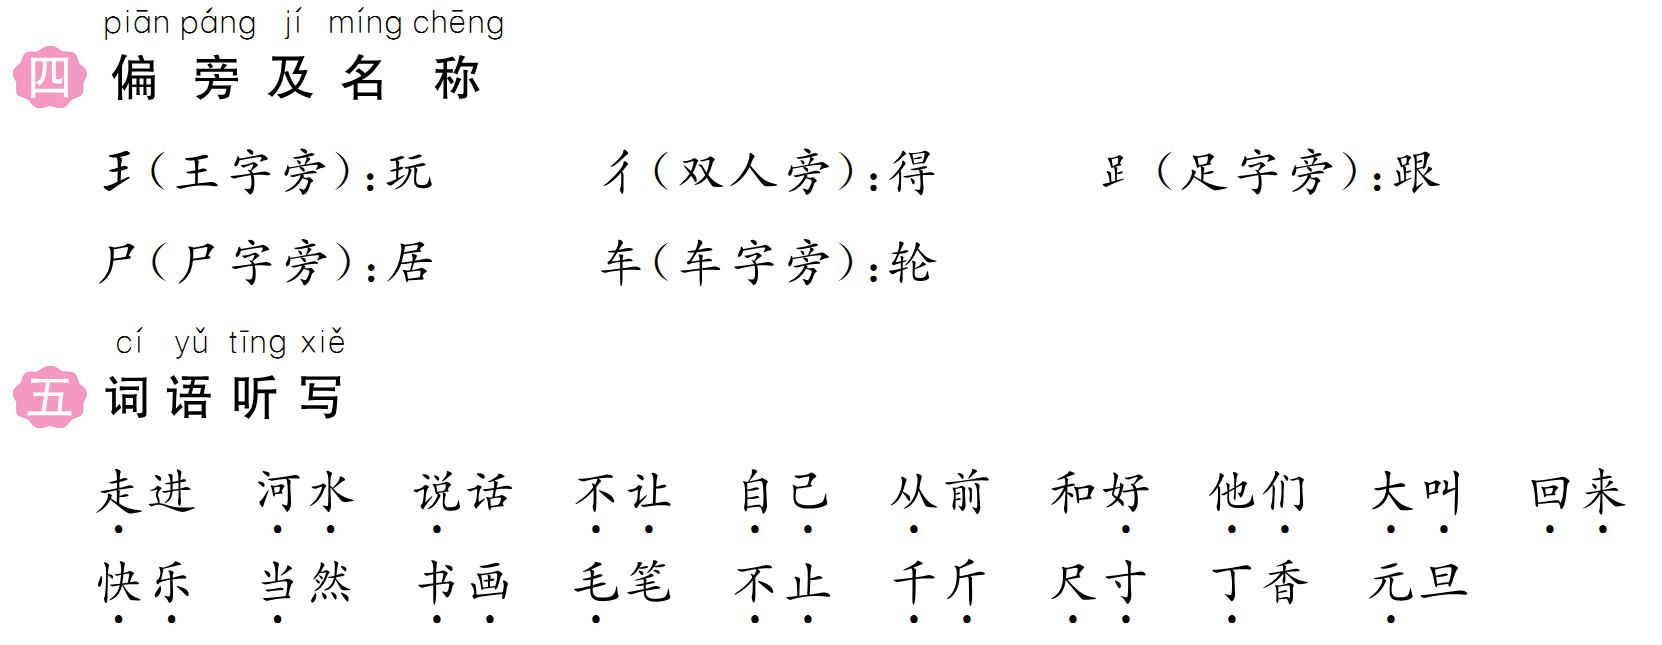 piān páng jí míng chēng
四 偏旁及名称
𤣩(王字旁):玩 彳(双人旁):得 𧾷(足字旁):跟
尸(尸字旁):居 车(车字旁):轮
cí yǔ tīng xiě
五 词语听写
走进 河水 说话 不让 自己 从前 和好 他们 大叫 回来
快乐 当然 书画 毛笔 不止 千斤 尺寸 丁香 元旦